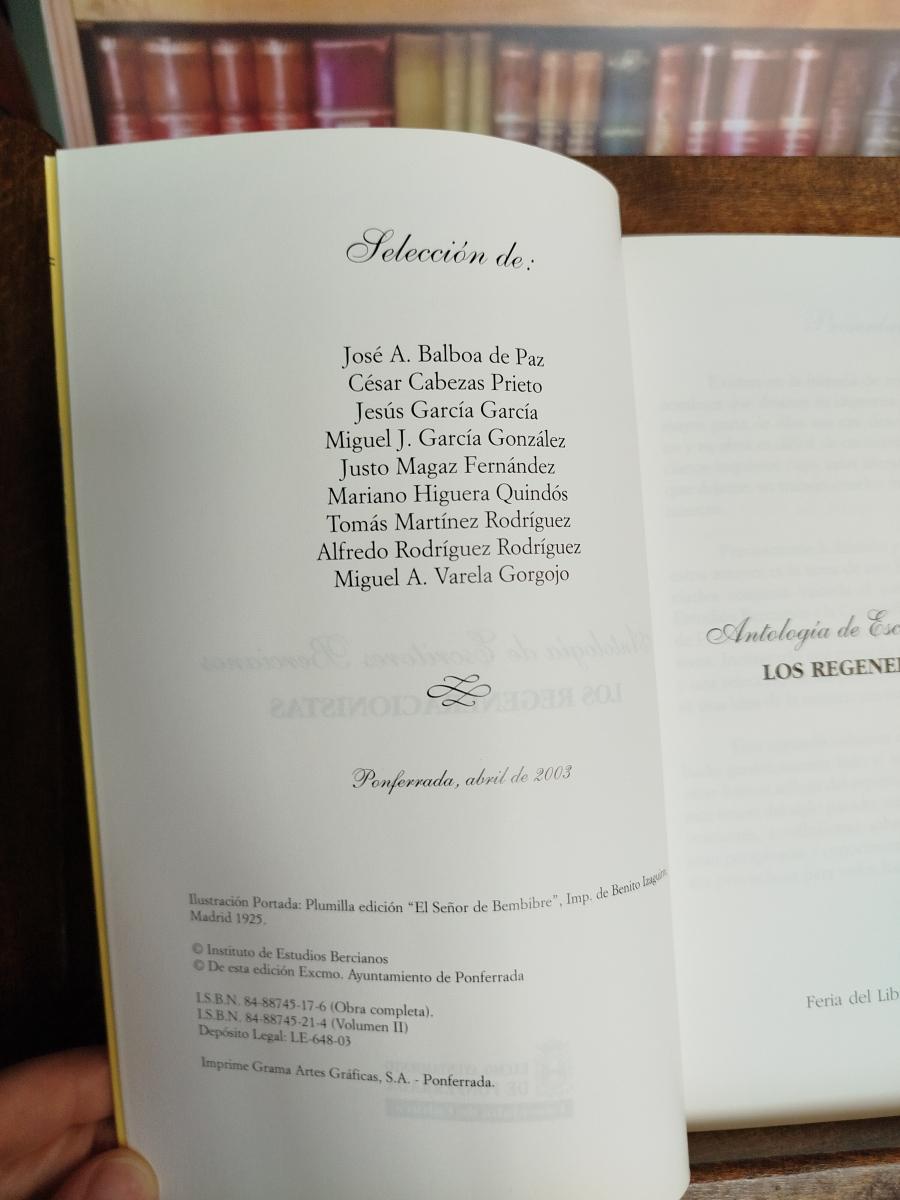 Selección de:
José A. Balboa de Paz
César Cabezas Prieto
Jesús García García
Miguel J. García González
Justo Magaz Fernández
Mariano Higuera Quindós
Tomás Martínez Rodríguez
Alfredo Rodríguez Rodríguez
Miguel A. Varela Gorgojo
Ponferrada, abril de 2003
Ilustración Portada: Plumilla edición “El Señor de Bembibre”, Imp. de Benito Izaguirre,
Madrid 1925.
© Instituto de Estudios Bercianos
© De esta edición Excmo. Ayuntamiento de Ponferrada
I.S.B.N. 84-88745-17-6 (Obra completa).
I.S.B.N. 84-88745-21-4 (Volumen II)
Depósito Legal: LE-648-03
Imprime Grama Artes Gráficas, S.A. - Ponferrada.
Antología de Esc
LOS REGENE
Feria del Lib